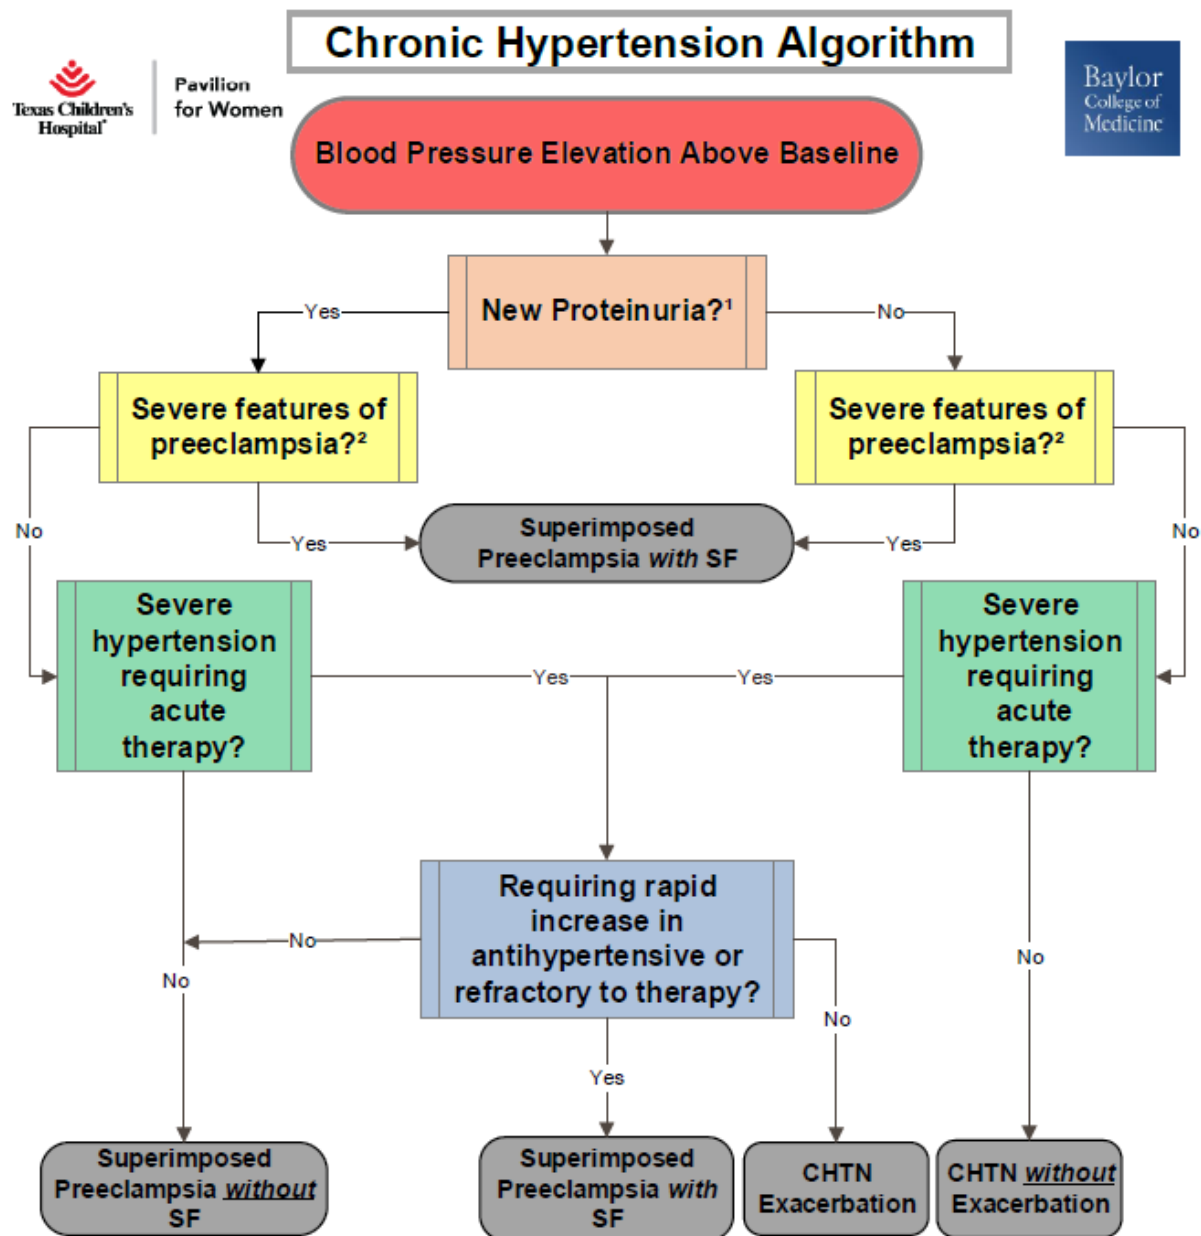 Chronic Hypertension Algorithm
Texas Children's
Hospital®
Pavilion
for Women
Baylor
College of
Medicine
Blood Pressure Elevation Above Baseline
New Proteinuria?¹
Yes
No
Severe features of
preeclampsia?²
Severe features of
preeclampsia?²
No
Yes
Superimposed
Preeclampsia with SF
Yes
No
Severe
hypertension
requiring
acute
therapy?
Yes
Yes
Severe
hypertension
requiring
acute
therapy?
Requiring rapid
increase in
antihypertensive or
refractory to therapy?
No
No
No
No
Yes
Superimposed
Preeclampsia without
SF
Superimposed
Preeclampsia with
SF
CHTN
Exacerbation
CHTN without
Exacerbation